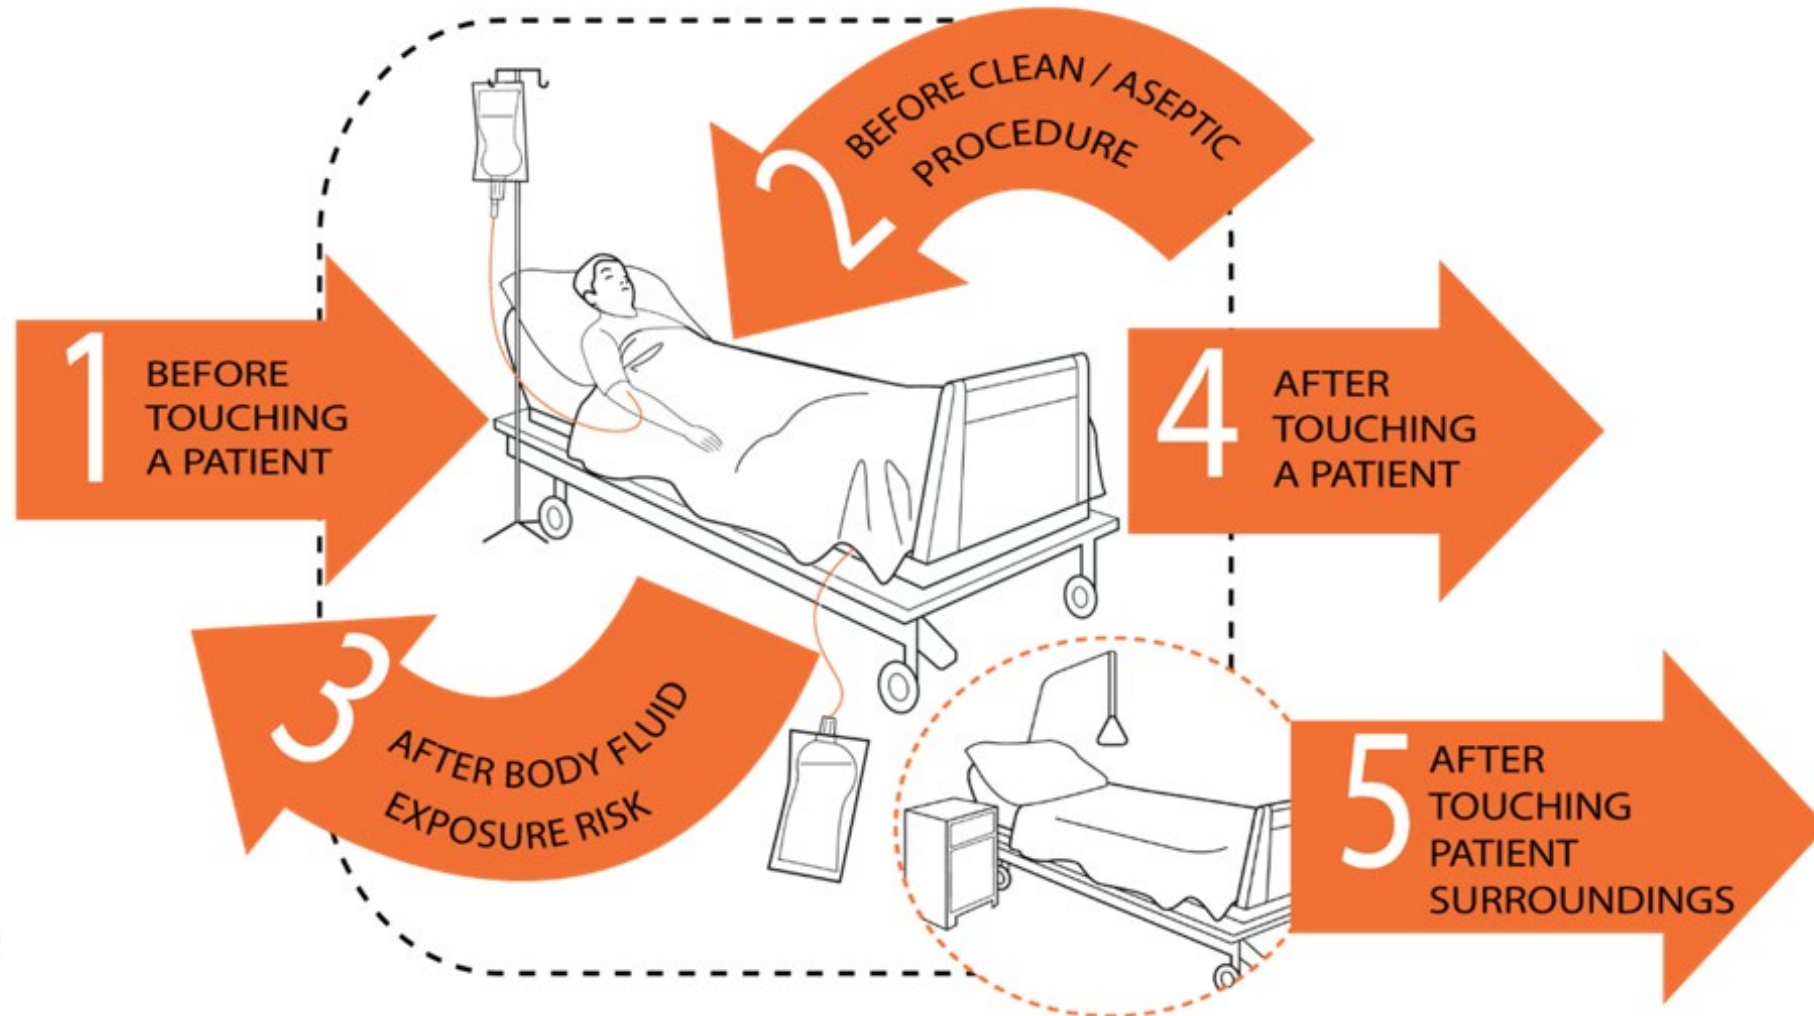 1
BEFORE
TOUCHING
A PATIENT
2
BEFORE CLEAN / ASEPTIC
PROCEDURE
3
AFTER BODY FLUID
EXPOSURE RISK
4
AFTER
TOUCHING
A PATIENT
5
AFTER
TOUCHING
PATIENT
SURROUNDINGS